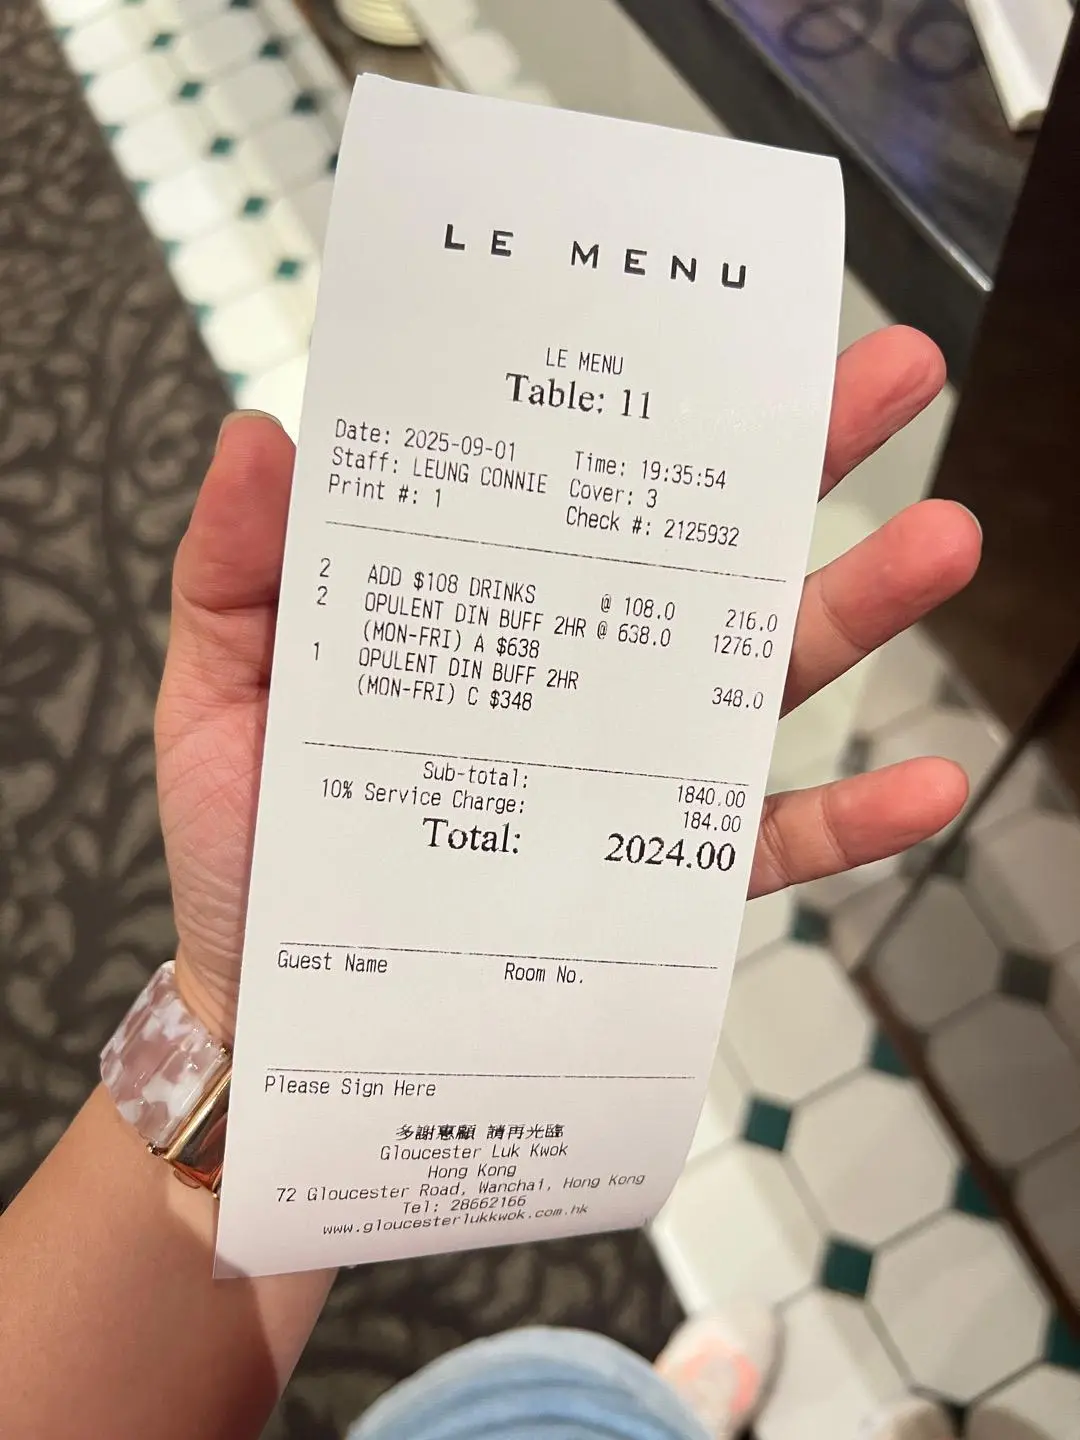 LE MENU
LE MENU
Table: 11
Date: 2025-09-01 Time: 19:35:54
Staff: LEUNG CONNIE Cover: 3
Print #: 1 Check #: 2125932
2 ADD $108 DRINKS @ 108.0 216.0
2 OPULENT DIN BUFF 2HR @ 638.0 1276.0
(MON-FRI) A $638
1 OPULENT DIN BUFF 2HR 348.0
(MON-FRI) C $348
Sub-total: 1840.00
10% Service Charge: 184.00
Total: 2024.00
Guest Name Room No.
Please Sign Here
多謝惠顧 請再光臨
Gloucester Luk Kwok
Hong Kong
72 Gloucester Road, Wanchai, Hong Kong
Tel: 28662166
www.gloucesterlukkwok.com.hk